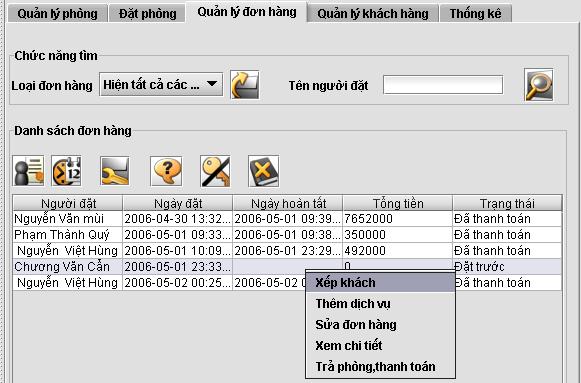 Quản lý phòng Đặt phòng Quản lý đơn hàng Quản lý khách hàng Thống kê
Chức năng tìm
Loại đơn hàng Hiện tất cả các ... Tên người đặt
Danh sách đơn hàng
12
Người đặt Ngày đặt Ngày hoàn tất Tổng tiền Trạng thái
Nguyễn Văn mùi 2006-04-30 13:32... 2006-05-01 09:39... 7652000 Đã thanh toán
Phạm Thành Quý 2006-05-01 09:33... 2006-05-01 09:38... 350000 Đã thanh toán
Nguyễn Việt Hùng 2006-05-01 10:09... 2006-05-01 23:29... 492000 Đã thanh toán
Chương Văn Cẩn 2006-05-01 23:33... 0 Đặt trước
Nguyễn Việt Hùng 2006-05-02 00:25... 2006-05-02 0 Đã thanh toán
Xếp khách
Thêm dịch vụ
Sửa đơn hàng
Xem chi tiết
Trả phòng,thanh toán